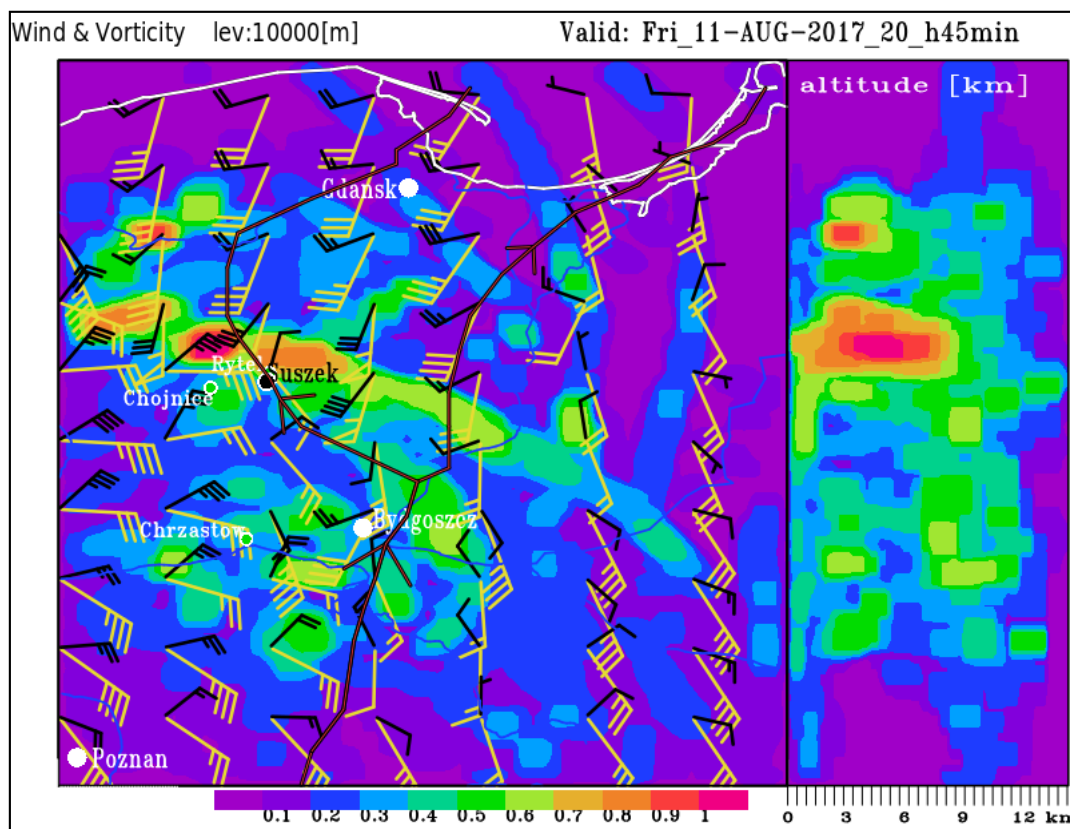 Wind & Vorticity lev:10000[m] Valid: Fri_11-AUG-2017_20_h45min
altitude [km]
Gdansk
Rytel
Suszek
Chojnice
Chrzastow
Bydgoszcz
Poznan
0.1 0.2 0.3 0.4 0.5 0.6 0.7 0.8 0.9 1
0 3 6 9 12 km